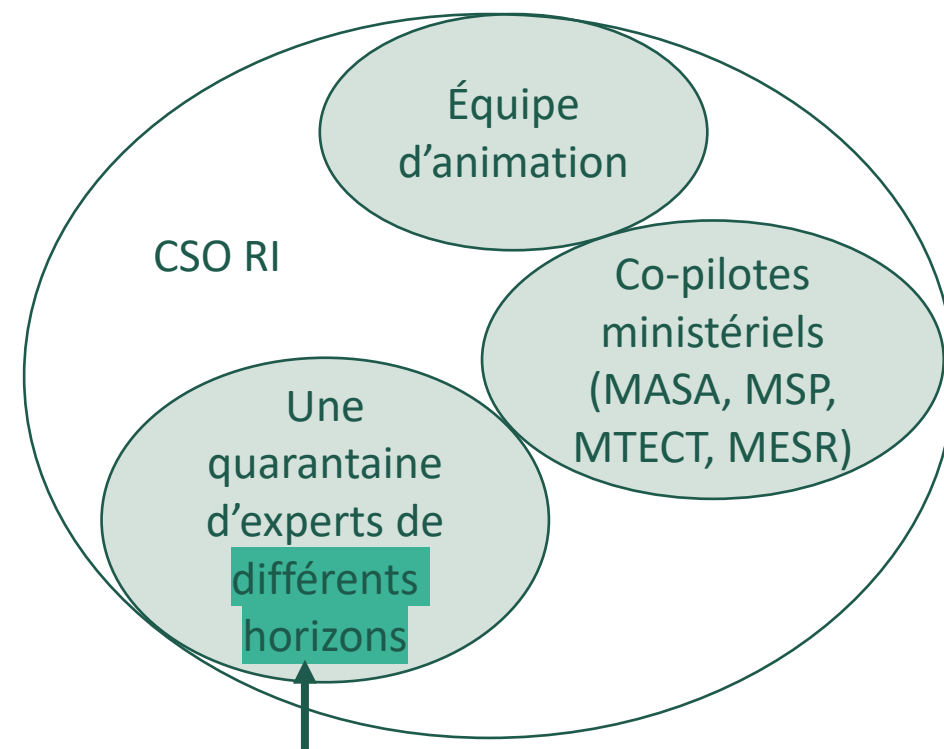 Équipe
d’animation
CSO RI
Co-pilotes
ministériels
(MASA, MSP,
MTECT, MESR)
Une
quarantaine
d’experts de
différents
horizons